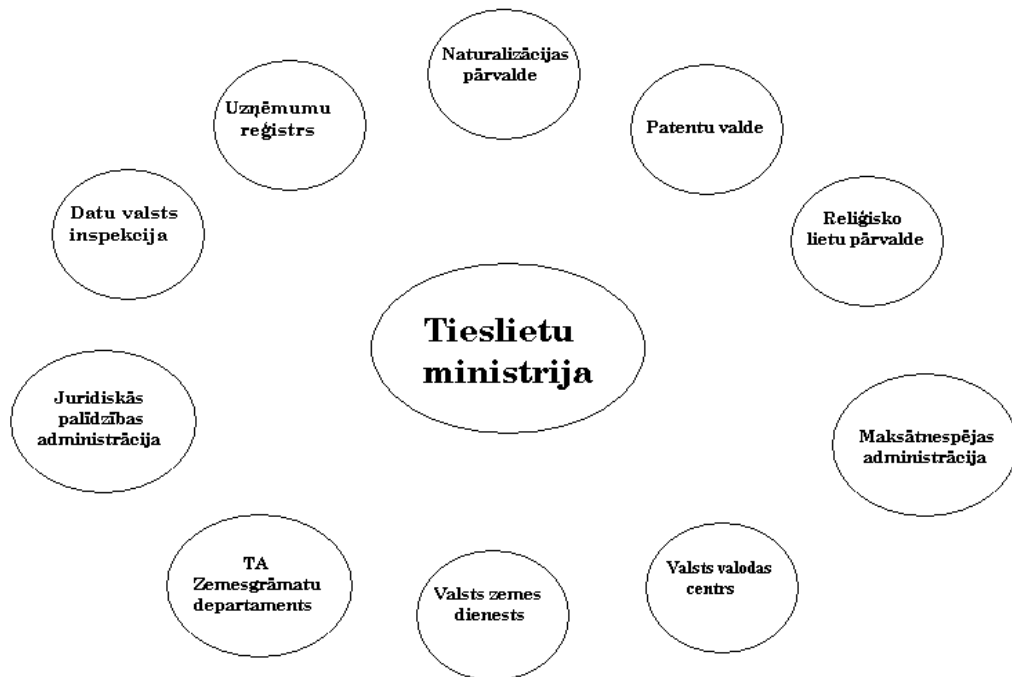 Naturalizācijas
pārvalde
Uzņēmumu
reģistrs
Patentu valde
Datu valsts
inspekcija
Reliģisko
lietu pārvalde
Tieslietu
ministrija
Juridiskās
palīdzības
administrācija
Maksātnespējas
administrācija
TA
Zemesgrāmatu
departaments
Valsts zemes
dienests
Valsts valodas
centrs